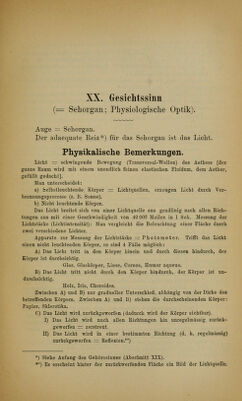 XX. Gesichtssinn
(= Sehorgan; Physiologische Optik).
Auge = Sehorgan.
Der adaequate Reiz*) für das Sehorgan ist das Licht.
Physikalische Bemerkungen.
Licht = schwingende Bewegung (Transversal-Wellen) des Aethers (der
ganze Raum wird mit einem unendlich feinen elastischen Fluidum, dem Aether,
gefüllt gedacht).
Man unterscheidet:
a) Selbstleuchtende Körper = Lichtquellen, erzeugen Licht durch Ver-
brennungsprocesse (z. B. Sonne).
b) Nicht leuchtende Körper.
Das Licht breitet sich von einer Lichtquelle aus geradlinig nach allen Rich-
tungen aus mit einer Geschwindigkeit von 42 000 Meilen in 1 Sek. Messung der
Lichtstärke (Lichtintensität): Man vergleicht die Beleuchtung einer Fläche durch
zwei verschiedene Lichter.
Apparate zur Messung der Lichtstärke = Photometer. Trifft das Licht
einen nicht leuchtenden Körper, so sind 4 Fälle möglich:
A) Das Licht tritt in den Körper hinein und durch diesen hindurch, der
Körper ist durchsichtig.
Glas, Glaskörper, Linse, Cornea, Humor aqueus.
B) Das Licht tritt nicht durch den Körper hindurch, der Körper ist un-
durchsichtig.
Holz, Iris, Chorioidea.
Zwischen A) und B) nur gradueller Unterschied, abhängig von der Dicke des
betreffenden Körpers. Zwischen A) und B) stehen die durchscheinenden Körper:
Papier,
C) Das Licht wird zurückgeworfen (dadurch wird der Körper sichtbar).
I) Das Licht wird nach allen Richtungen hin unregelmässig zurück-
geworfen = zerstreut.
II) Das Licht wird in einer bestimmten Richtung (d. h. regelmässig)
zurückgeworfen = Reflexion.**)
*) Siehe Anfang des Gehörsinnes (Abschnitt XIX).
**) Es erscheint hinter der zurückwerfenden Fläche ein Bild der Lichtquelle.